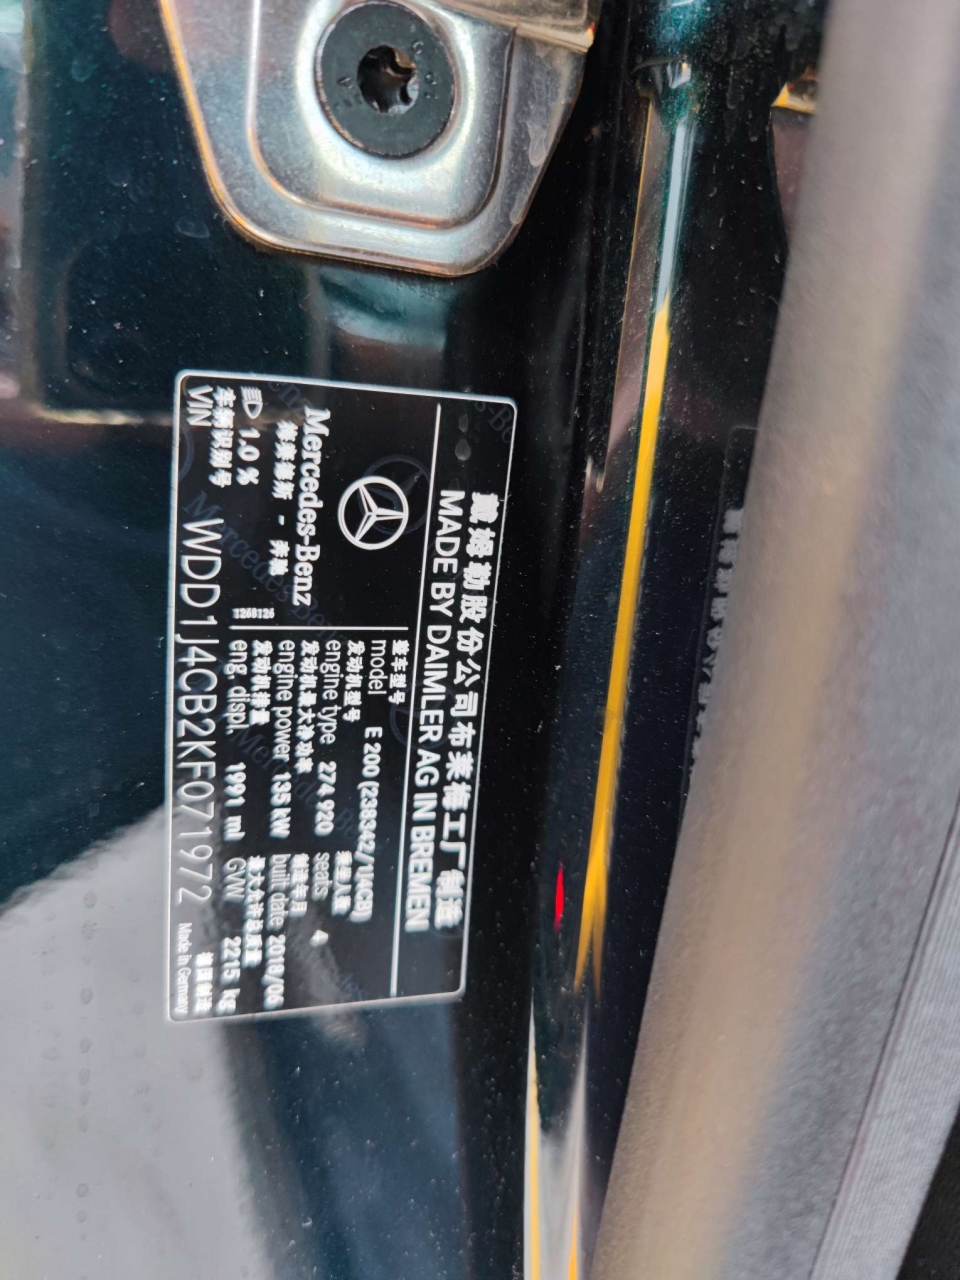 戴姆勒股份公司布莱梅工厂制造
MADE BY DAIMLER AG IN BREMEN
Mercedes-Benz
梅赛德斯 - 奔驰
1.0 %
1268126
整车型号
model E 200 (238342/1J4CB)
发动机型号 乘坐人数
engine type 274 920 seats 4
发动机最大净功率 制造年月
engine power 135 kW built date 2018/06
发动机排量 最大允许总质量
eng. displ. 1991 ml GVW 2215 kg
车辆识别号 德国制造
VIN WDD1J4CB2KF071972 Made in Germany